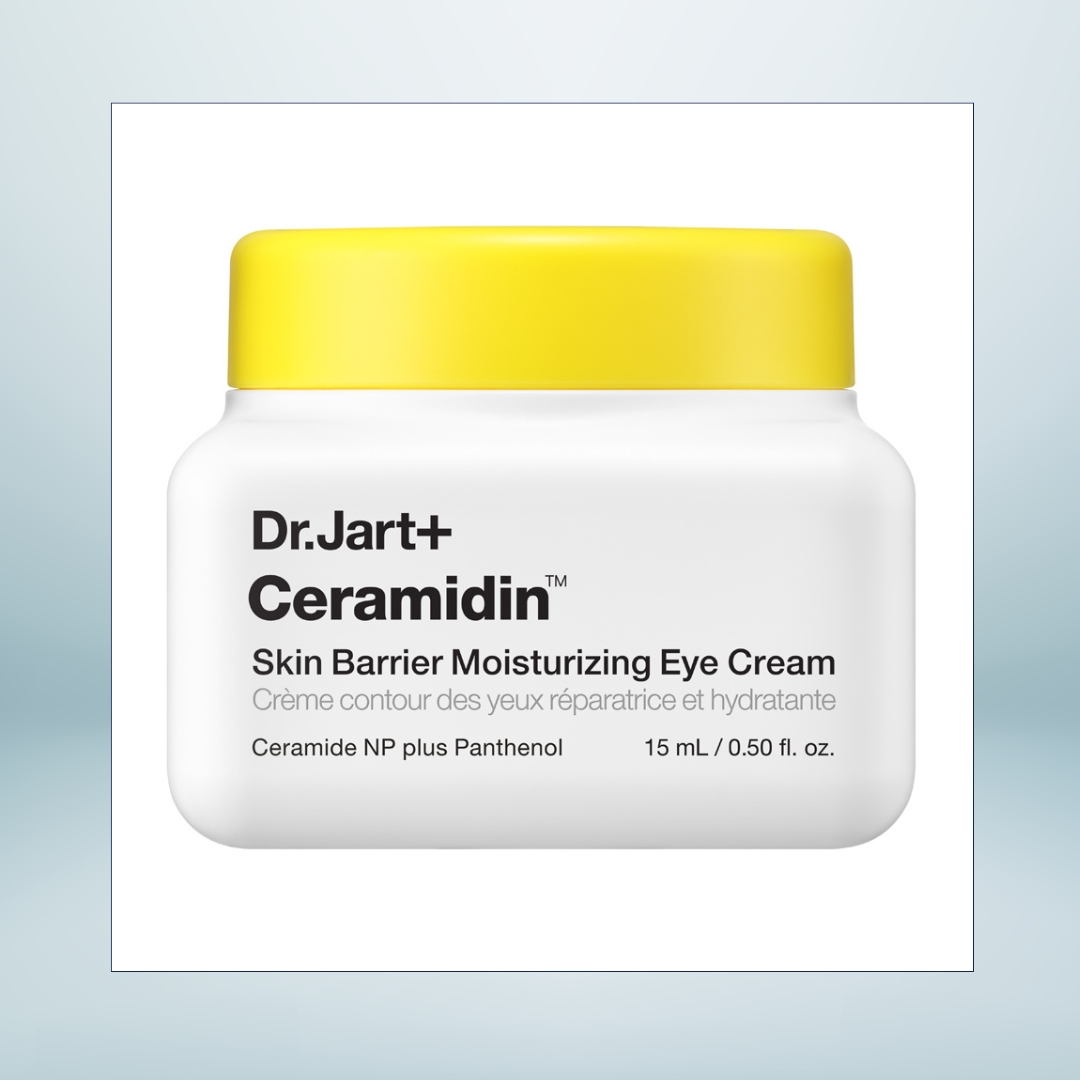 Dr.Jart+
Ceramidin™
Skin Barrier Moisturizing Eye Cream
Crème contour des yeux réparatrice et hydratante
Ceramide NP plus Panthenol 15 mL / 0.50 fl. oz.